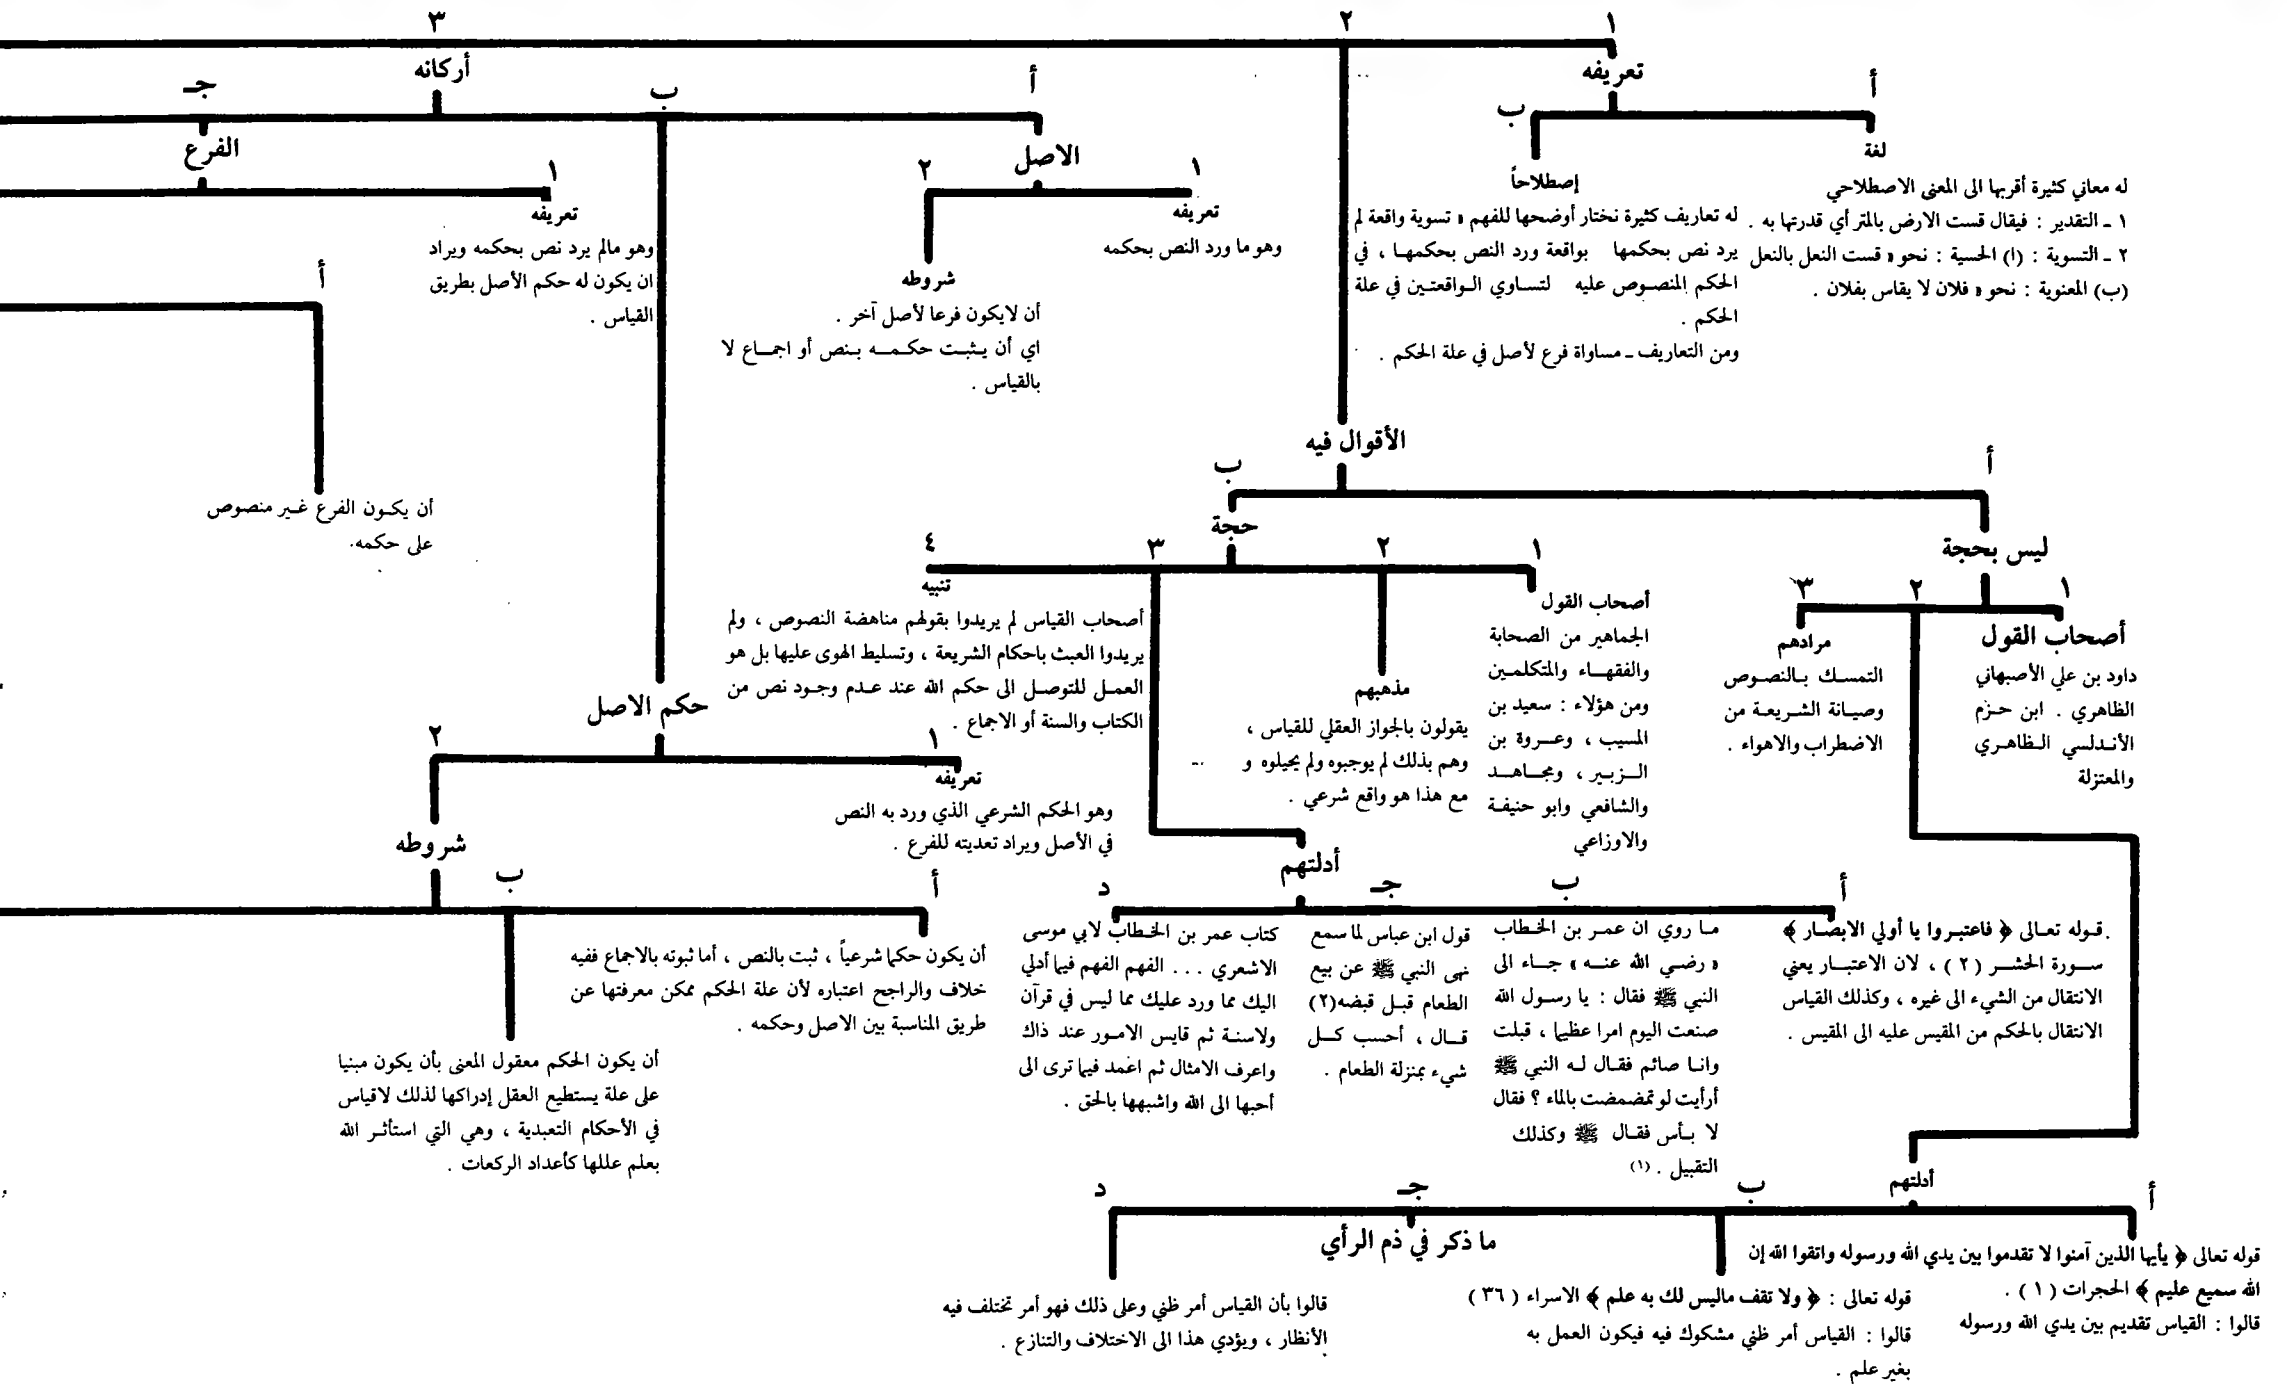 ١
٢
٣
تعريفه
أ
لغة
له معاني كثيرة أقربها الى المعنى الاصطلاحي
١ ـ التقدير : فيقال قست الارض بالمتر أي قدرتها به .
٢ ـ التسوية : (ا) الحسية : نحو « قست النعل بالنعل
(ب) المعنوية : نحو « فلان لا يقاس بفلان .
ب
إصطلاحاً
له تعاريف كثيرة نختار أوضحها للفهم « تسوية واقعة لم
يرد نص بحكمها بواقعة ورد النص بحكمها ، في
الحكم المنصوص عليه لتساوي الواقعتين في علة
الحكم .
ومن التعاريف ـ مساواة فرع لأصل في علة الحكم .
الأقوال فيه
أ
ليس بحجة
١
أصحاب القول
داود بن علي الأصبهاني
الظاهري . ابن حزم
الأندلسي الظاهري
والمعتزلة
٢
٣
مرادهم
التمسك بالنصوص
وصيانة الشريعة من
الاضطراب والاهواء .
أدلتهم
أ
قوله تعالى ﴿ يأيها الذين آمنوا لا تقدموا بين يدي الله ورسوله واتقوا الله إن
الله سميع عليم ﴾ الحجرات ( ١ ) .
قالوا : القياس تقديم بين يدي الله ورسوله
ب
قوله تعالى : ﴿ ولا تقف ماليس لك به علم ﴾ الاسراء ( ٣٦ )
قالوا : القياس أمر ظني مشكوك فيه فيكون العمل به
بغير علم .
جـ
ما ذكر في ذم الرأي
د
قالوا بأن القياس أمر ظني وعلى ذلك فهو أمر تختلف فيه
الأنظار ، ويؤدي هذا الى الاختلاف والتنازع .
ب
حجة
١
أصحاب القول
الجماهير من الصحابة
والفقهاء والمتكلمين
ومن هؤلاء : سعيد بن
المسيب ، وعروة بن
الزبير ، ومجاهد
والشافعي وابو حنيفة
والاوزاعي
٢
مذهبهم
يقولون بالجواز العقلي للقياس ،
وهم بذلك لم يوجبوه ولم يحيلوه و
مع هذا هو واقع شرعي .
٣
أدلتهم
أ
قوله تعالى ﴿ فاعتبروا يا أولي الابصار ﴾
سورة الحشر ( ٢ ) ، لان الاعتبار يعني
الانتقال من الشيء الى غيره ، وكذلك القياس
الانتقال بالحكم من المقيس عليه الى المقيس .
ب
ما روي ان عمر بن الخطاب
« رضي الله عنه » جاء الى
النبي ﷺ فقال : يا رسول الله
صنعت اليوم امرا عظيما ، قبلت
وانا صائم فقال له النبي ﷺ
أرأيت لو تمضمضت بالماء ؟ فقال
لا بأس فقال ﷺ وكذلك
التقبيل . (١)
جـ
قول ابن عباس لما سمع
نهى النبي ﷺ عن بيع
الطعام قبل قبضه(٢)
قال ، أحسب كل
شيء بمنزلة الطعام .
د
كتاب عمر بن الخطاب لابي موسى
الاشعري ... الفهم الفهم فيما أدلي
اليك مما ورد عليك مما ليس في قرآن
ولاسنة ثم قايس الامور عند ذاك
واعرف الامثال ثم اعمد فيما ترى الى
أحبها الى الله واشبهها بالحق .
٤
تنبيه
أصحاب القياس لم يريدوا بقولهم مناهضة النصوص ، ولم
يريدوا العبث باحكام الشريعة ، وتسليط الهوى عليها بل هو
العمل للتوصل الى حكم الله عند عدم وجود نص من
الكتاب والسنة أو الاجماع .
أركانه
أ
الاصل
١
تعريفه
وهو ما ورد النص بحكمه
٢
شروطه
أن لايكون فرعا لأصل آخر .
اي أن يثبت حكمه بنص أو اجماع لا
بالقياس .
ب
حكم الاصل
١
تعريفه
وهو الحكم الشرعي الذي ورد به النص
في الأصل ويراد تعديته للفرع .
٢
شروطه
أ
أن يكون حكما شرعياً ، ثبت بالنص ، أما ثبوته بالاجماع ففيه
خلاف والراجح اعتباره لأن علة الحكم ممكن معرفتها عن
طريق المناسبة بين الاصل وحكمه .
ب
أن يكون الحكم معقول المعنى بأن يكون مبنيا
على علة يستطيع العقل إدراكها لذلك لاقياس
في الأحكام التعبدية ، وهي التي استأثر الله
بعلم عللها كأعداد الركعات .
جـ
الفرع
١
تعريفه
وهو مالم يرد نص بحكمه ويراد
ان يكون له حكم الأصل بطريق
القياس .
أ
أن يكون الفرع غير منصوص
على حكمه.